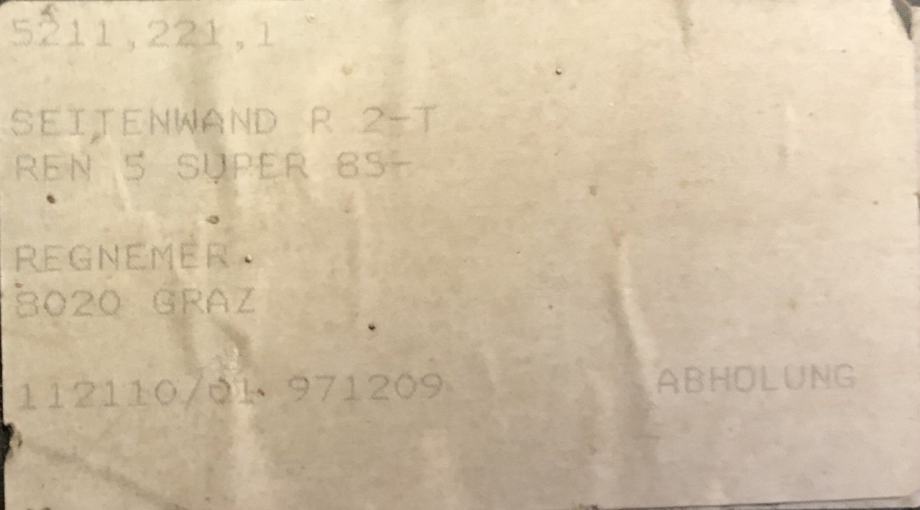 5211,221,1
SEITENWAND R 2-T
REN 5 SUPER 85-
REGNEMER.
8020 GRAZ
112110/01. 971209 ABHOLUNG